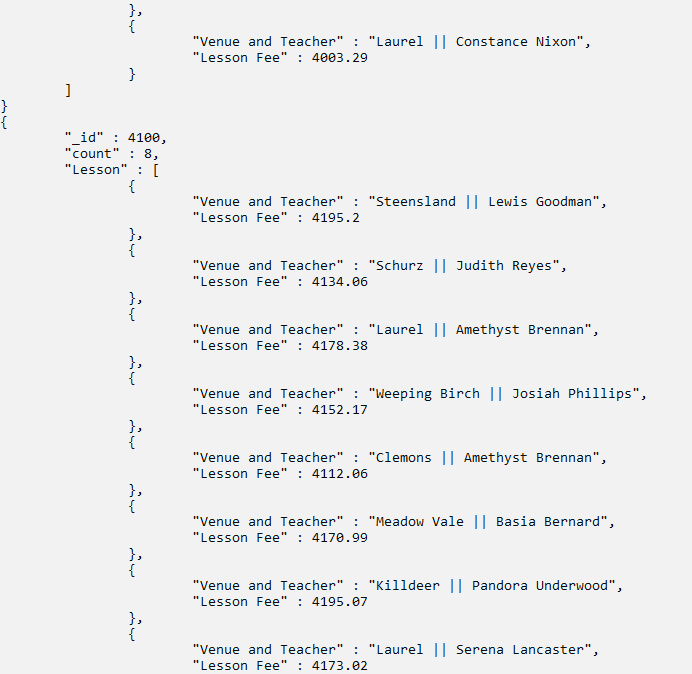 },
{
"Venue and Teacher" : "Laurel || Constance Nixon",
"Lesson Fee" : 4003.29
}
]
}
{
"_id" : 4100,
"count" : 8,
"Lesson" : [
{
"Venue and Teacher" : "Steensland || Lewis Goodman",
"Lesson Fee" : 4195.2
},
{
"Venue and Teacher" : "Schurz || Judith Reyes",
"Lesson Fee" : 4134.06
},
{
"Venue and Teacher" : "Laurel || Amethyst Brennan",
"Lesson Fee" : 4178.38
},
{
"Venue and Teacher" : "Weeping Birch || Josiah Phillips",
"Lesson Fee" : 4152.17
},
{
"Venue and Teacher" : "Clemons || Amethyst Brennan",
"Lesson Fee" : 4112.06
},
{
"Venue and Teacher" : "Meadow Vale || Basia Bernard",
"Lesson Fee" : 4170.99
},
{
"Venue and Teacher" : "Killdeer || Pandora Underwood",
"Lesson Fee" : 4195.07
},
{
"Venue and Teacher" : "Laurel || Serena Lancaster",
"Lesson Fee" : 4173.02